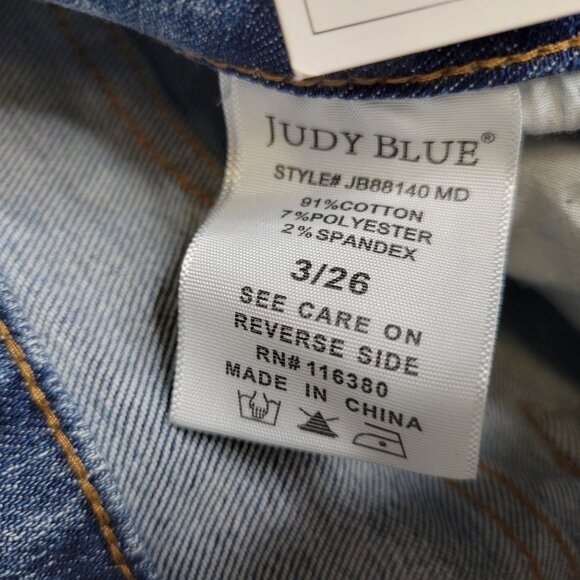 JUDY BLUE®
STYLE# JB88140 MD
91%COTTON
7%POLYESTER
2%SPANDEX
3/26
SEE CARE ON
REVERSE SIDE
RN# 116380
MADE IN CHINA